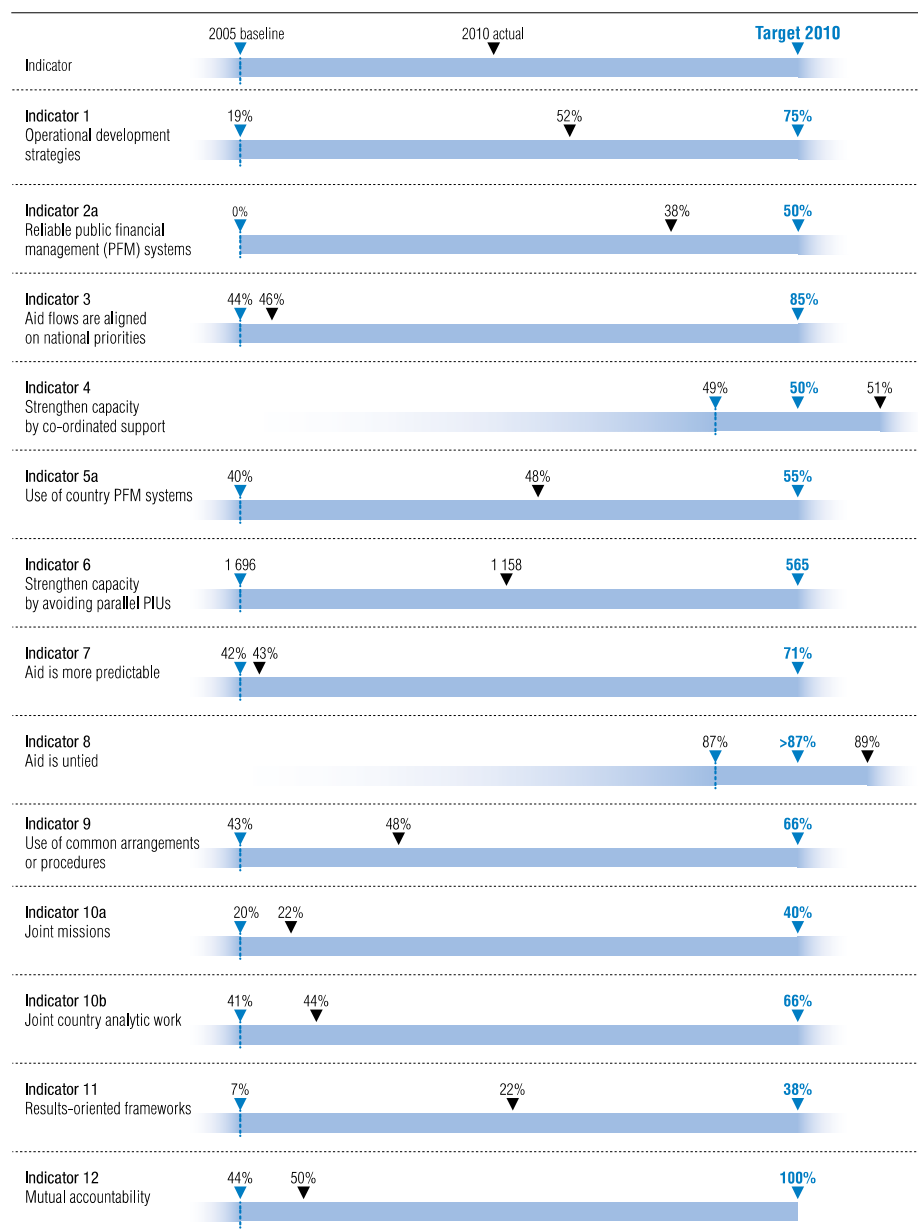 2005 baseline 2010 actual Target 2010
Indicator
Indicator 1 19% 52% 75%
Operational development
strategies
Indicator 2a 0% 38% 50%
Reliable public financial
management (PFM) systems
Indicator 3 44% 46% 85%
Aid flows are aligned
on national priorities
Indicator 4 49% 50% 51%
Strengthen capacity
by co-ordinated support
Indicator 5a 40% 48% 55%
Use of country PFM systems
Indicator 6 1 696 1 158 565
Strengthen capacity
by avoiding parallel PIUs
Indicator 7 42% 43% 71%
Aid is more predictable
Indicator 8 87% >87% 89%
Aid is untied
Indicator 9 43% 48% 66%
Use of common arrangements
or procedures
Indicator 10a 20% 22% 40%
Joint missions
Indicator 10b 41% 44% 66%
Joint country analytic work
Indicator 11 7% 22% 38%
Results-oriented frameworks
Indicator 12 44% 50% 100%
Mutual accountability